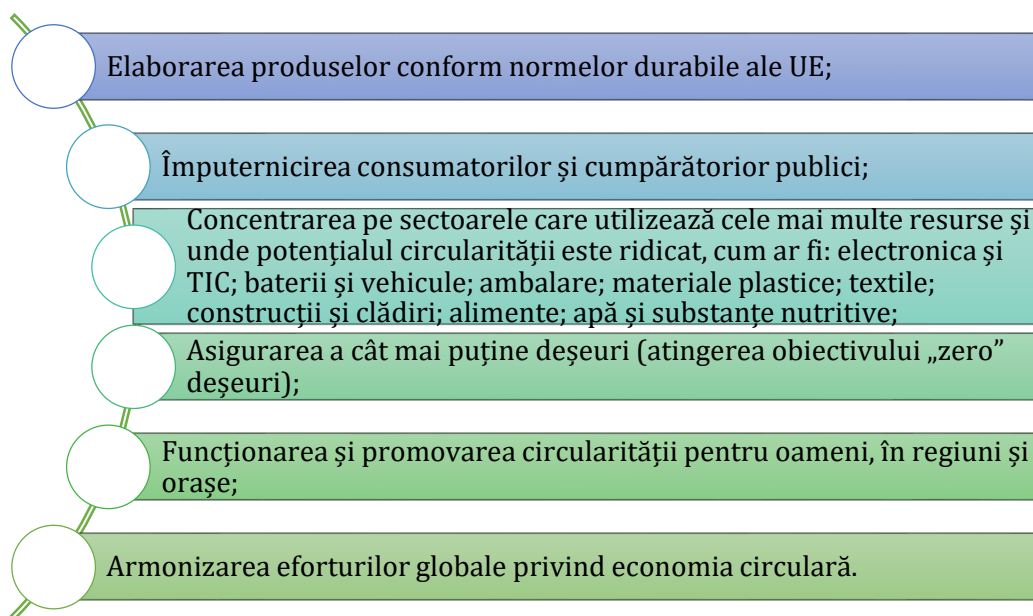 Elaborarea produselor conform normelor durabile ale UE;
Împuternicirea consumatorilor și cumpărătorior publici;
Concentrarea pe sectoarele care utilizează cele mai multe resurse și
unde potențialul circularității este ridicat, cum ar fi: electronica și
TIC; baterii și vehicule; ambalare; materiale plastice; textile;
construcții și clădiri; alimente; apă și substanțe nutritive;
Asigurarea a cât mai puține deșeuri (atingerea obiectivului „zero”
deșeuri);
Funcționarea și promovarea circularității pentru oameni, în regiuni și
orașe;
Armonizarea eforturilor globale privind economia circulară.